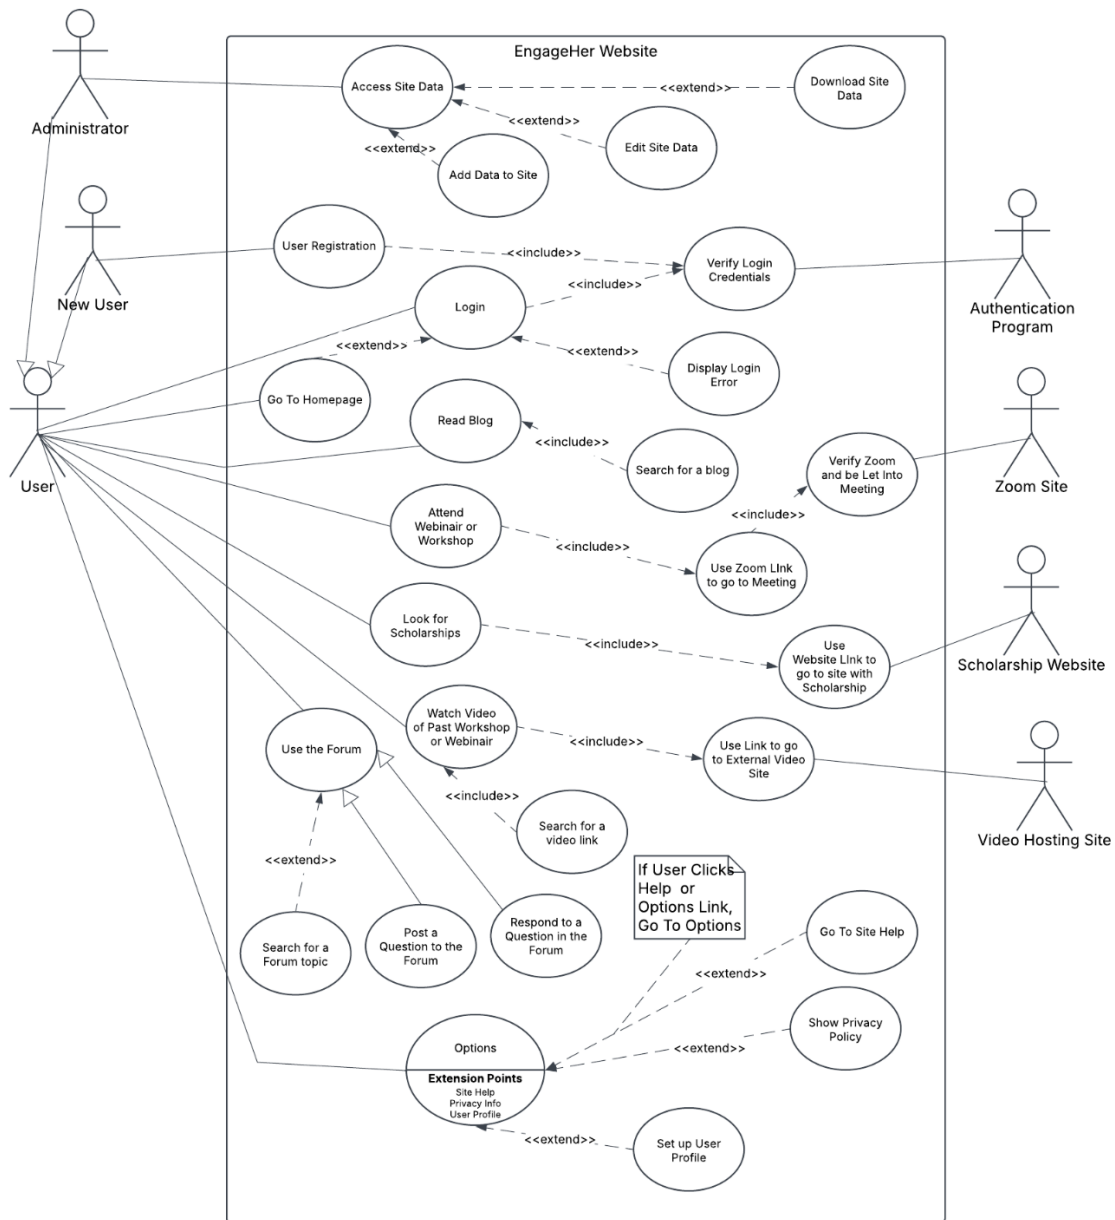 EngageHer Website
Administrator
Access Site Data
<<extend>>
Download Site
Data
<<extend>>
Edit Site Data
<<extend>>
Add Data to Site
New User
User Registration
<<include>>
Verify Login
Credentials
Authentication
Program
Login
<<include>>
<<extend>>
<<extend>>
Display Login
Error
Go To Homepage
User
Read Blog
<<include>>
Search for a blog
Verify Zoom
and be Let Into
Meeting
Zoom Site
Attend
Webinair or
Workshop
<<include>>
<<include>>
Use Zoom LInk
to go to Meeting
Look for
Scholarships
<<include>>
Use
Website LInk to
go to site with
Scholarship
Scholarship Website
Watch Video
of Past Workshop
or Webinair
<<include>>
Use Link to go
to External Video
Site
Video Hosting Site
Use the Forum
<<include>>
Search for a
video link
<<extend>>
If User Clicks
Help or
Options Link,
Go To Options
Search for a
Forum topic
Post a
Question to the
Forum
Respond to a
Question in the
Forum
Go To Site Help
<<extend>>
Show Privacy
Policy
<<extend>>
Options
Extension Points
Site Help
Privacy Info
User Profile
<<extend>>
Set up User
Profile